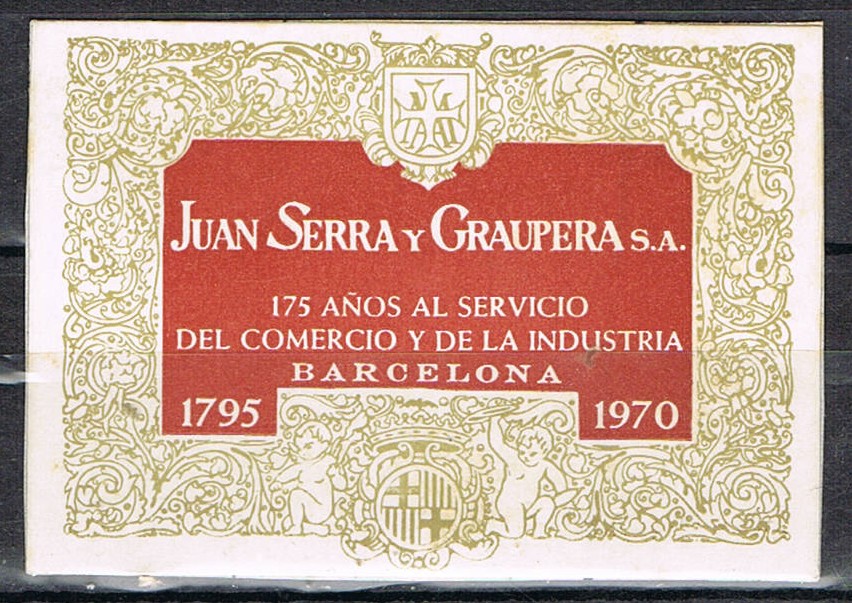 JUAN SERRA Y GRAUPERA S.A.
175 AÑOS AL SERVICIO
DEL COMERCIO Y DE LA INDUSTRIA
BARCELONA
1795 1970